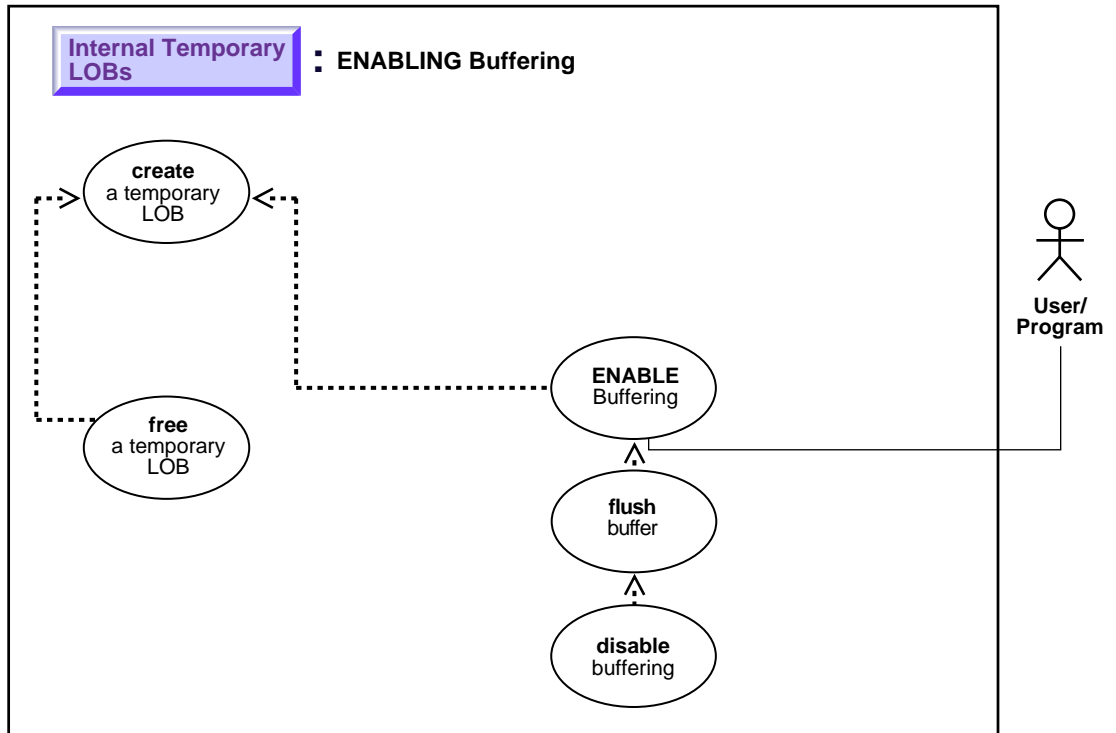 Internal Temporary
LOBs
: ENABLING Buffering
create
a temporary
LOB
User/
Program
ENABLE
Buffering
free
a temporary
LOB
flush
buffer
disable
buffering